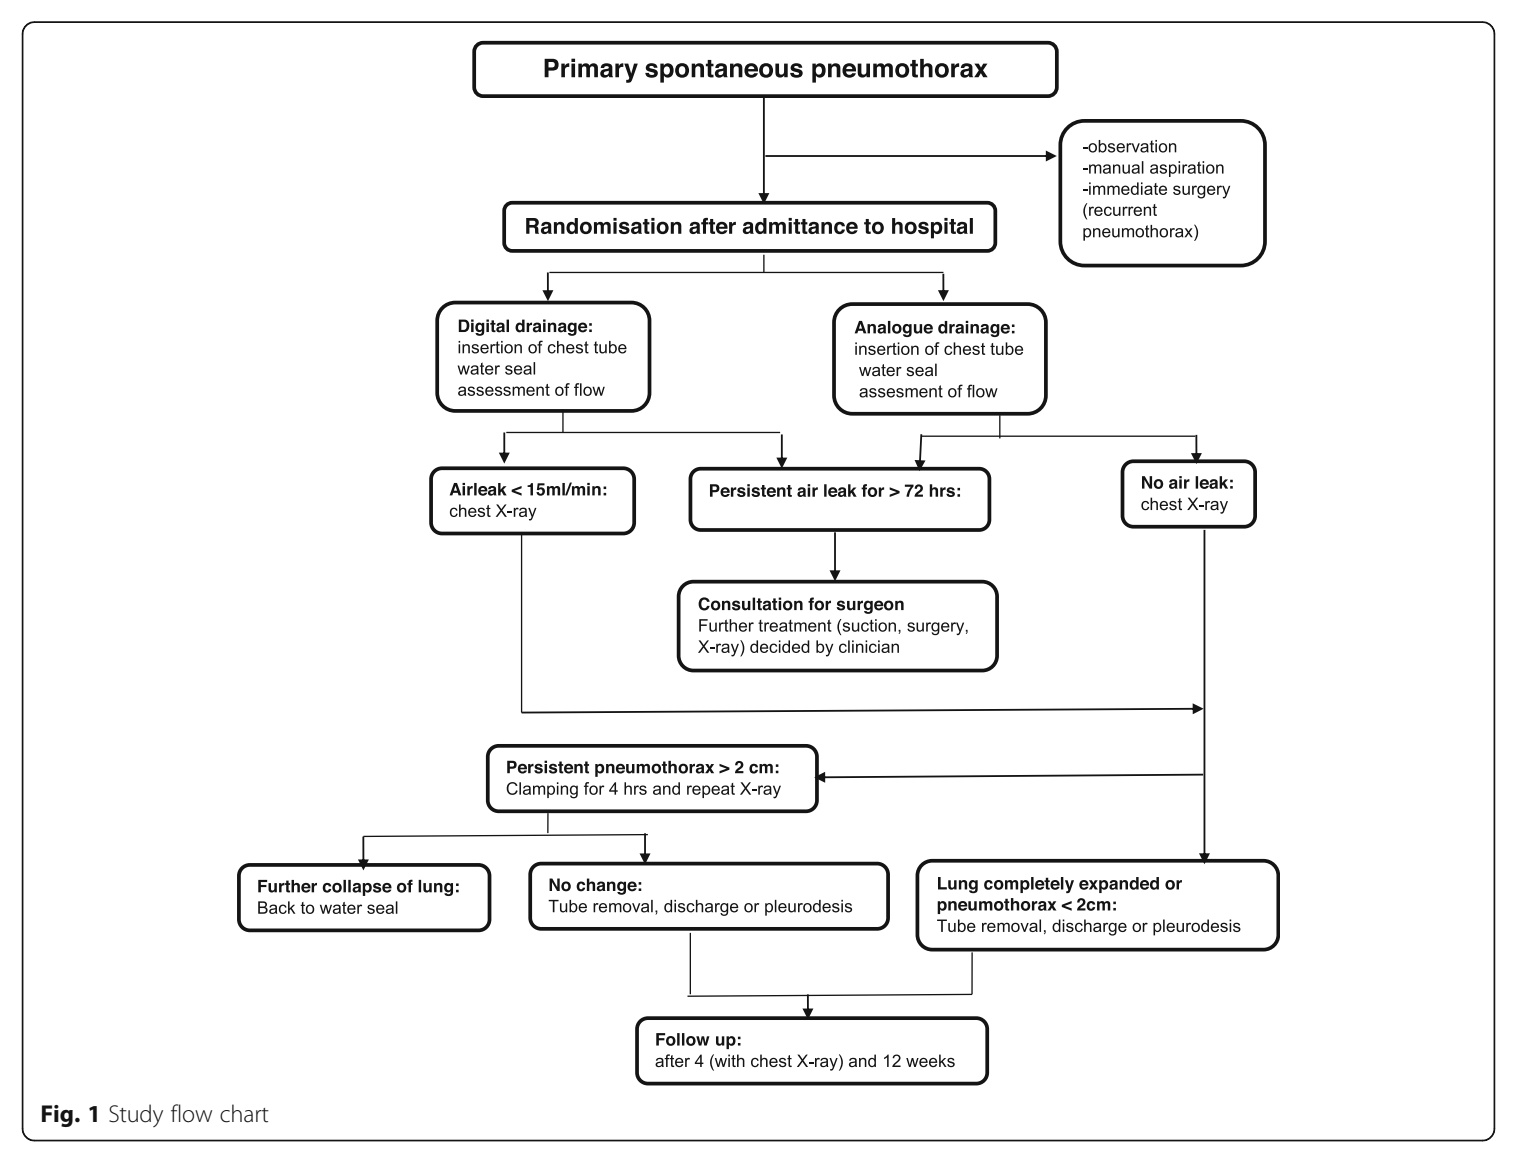 Primary spontaneous pneumothorax
-observation
-manual aspiration
-immediate surgery
(recurrent
pneumothorax)
Randomisation after admittance to hospital
Digital drainage:
insertion of chest tube
water seal
assessment of flow
Analogue drainage:
insertion of chest tube
water seal
assesment of flow
Airleak < 15ml/min:
chest X-ray
Persistent air leak for > 72 hrs:
No air leak:
chest X-ray
Consultation for surgeon
Further treatment (suction, surgery,
X-ray) decided by clinician
Persistent pneumothorax > 2 cm:
Clamping for 4 hrs and repeat X-ray
Further collapse of lung:
Back to water seal
No change:
Tube removal, discharge or pleurodesis
Lung completely expanded or
pneumothorax < 2cm:
Tube removal, discharge or pleurodesis
Follow up:
after 4 (with chest X-ray) and 12 weeks
Fig. 1 Study flow chart